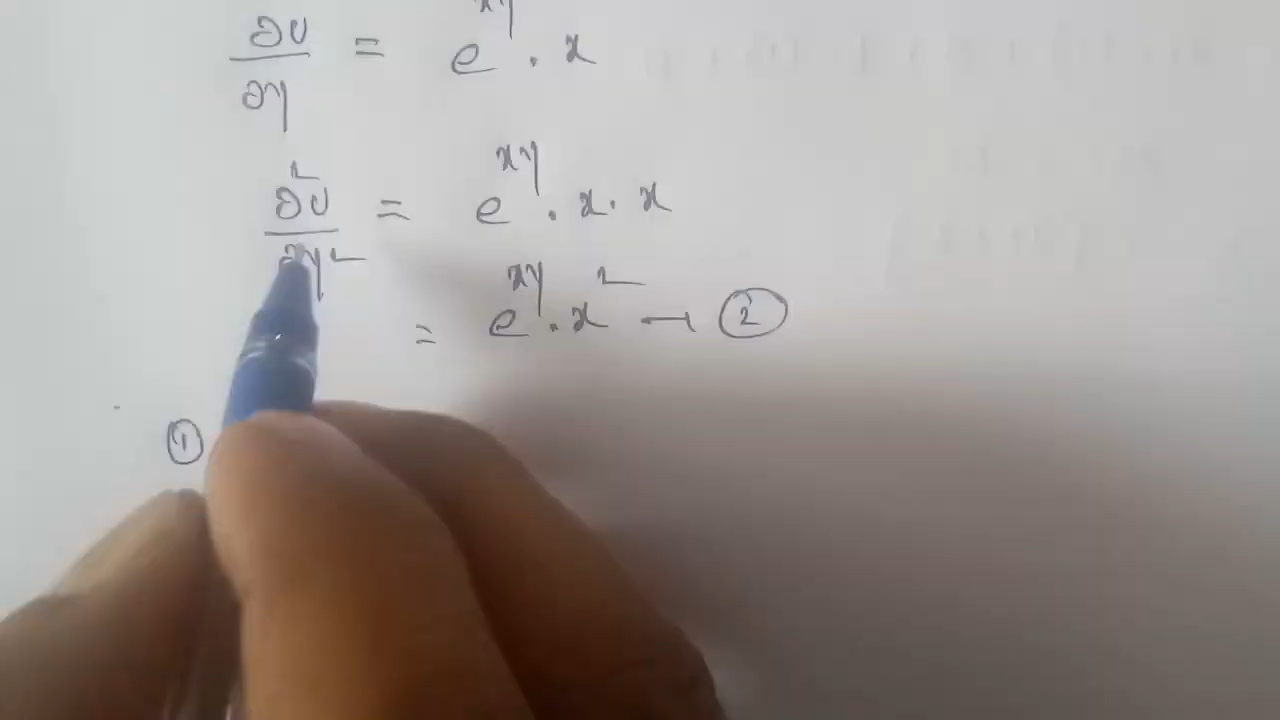 ∂U/∂y = e^xy . x
∂²U/∂y² = e^xy . x . x
= e^xy . x² — ②
①